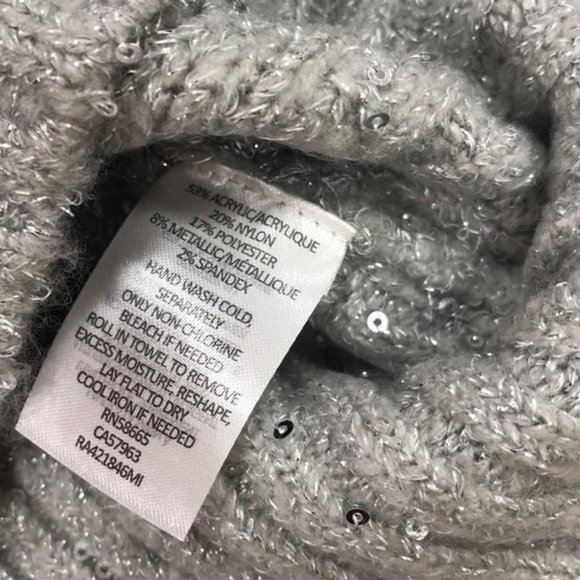 53% ACRYLIC/ACRYLIQUE
20% NYLON
17% POLYESTER
8% METALLIC/METALLIQUE
2% SPANDEX
HAND WASH COLD,
SEPARATELY
ONLY NON-CHLORINE
BLEACH IF NEEDED
ROLL IN TOWEL TO REMOVE
EXCESS MOISTURE, RESHAPE,
LAY FLAT TO DRY
COOL IRON IF NEEDED
RN58665
CA57963
RA421846MI